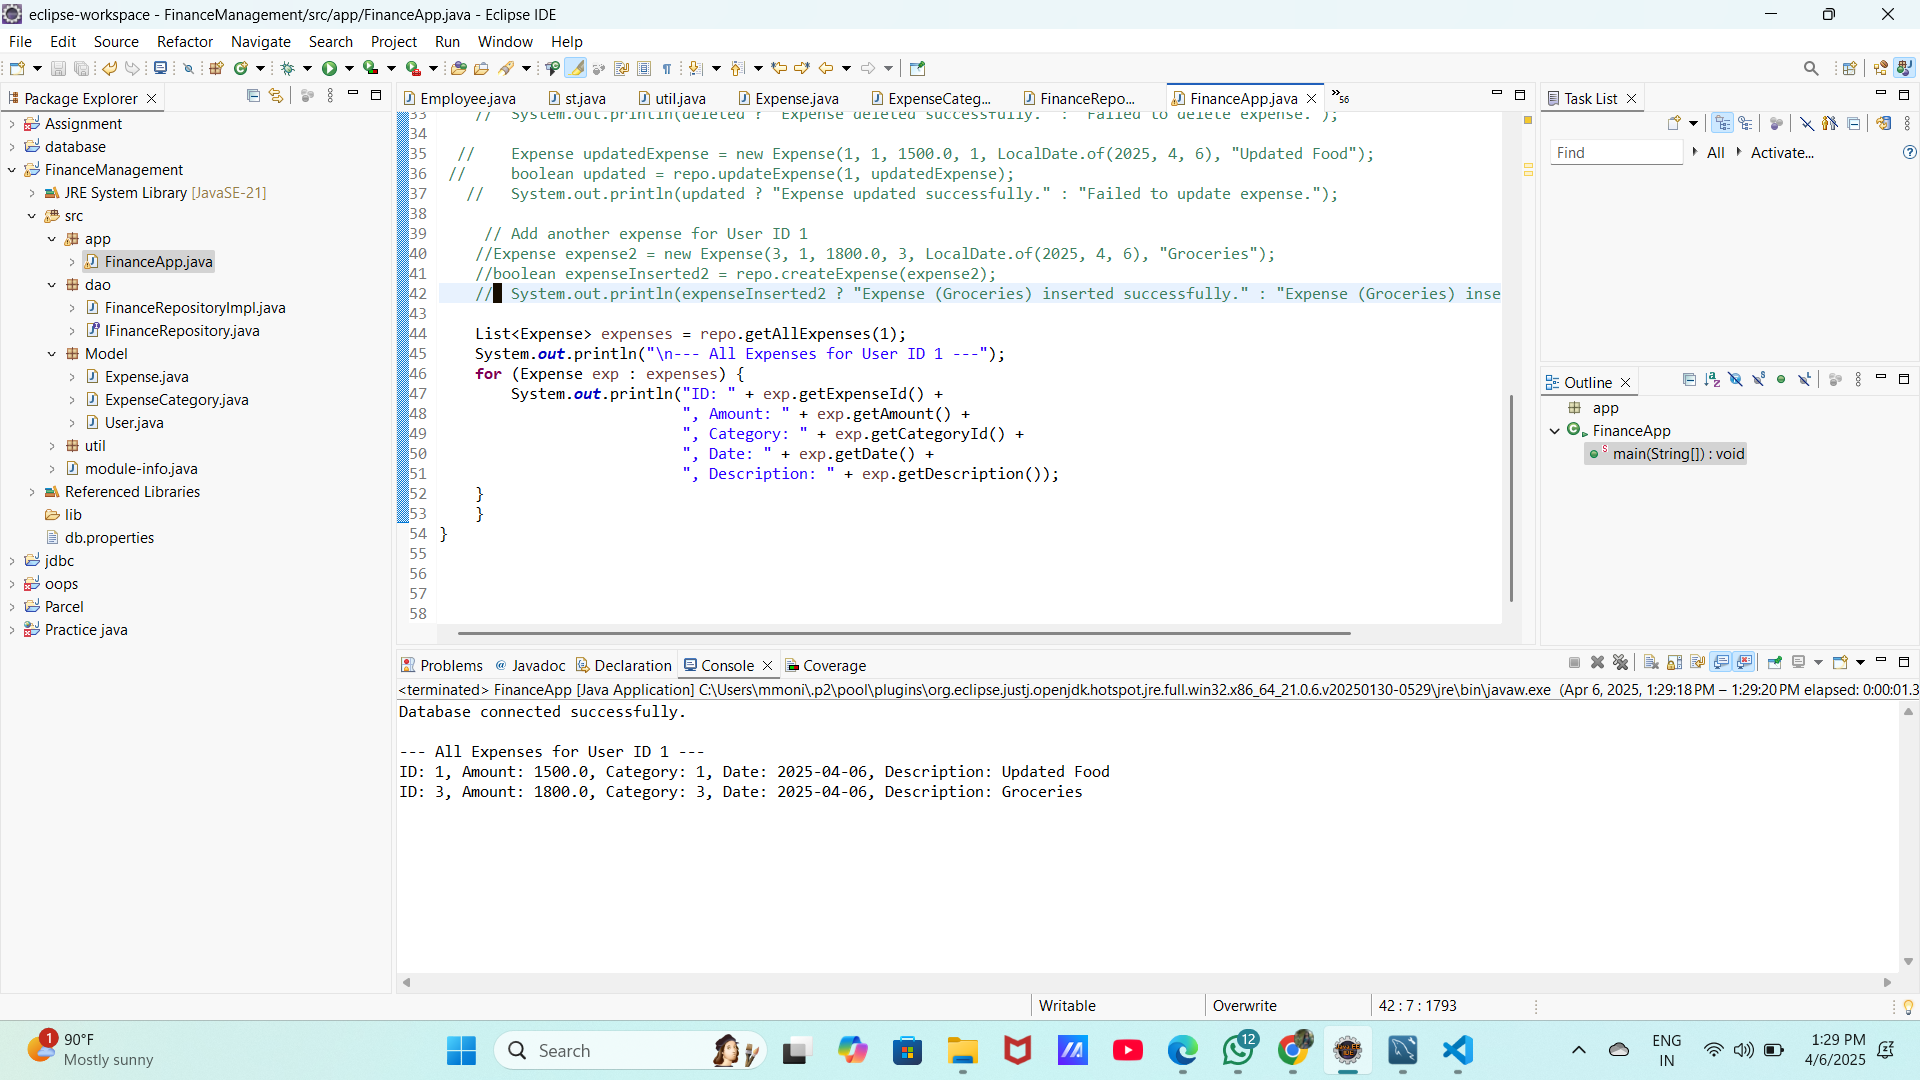 eclipse-workspace - FinanceManagement/src/app/FinanceApp.java - Eclipse IDE
File Edit Source Refactor Navigate Search Project Run Window Help
Package Explorer
Assignment
database
FinanceManagement
JRE System Library [JavaSE-21]
src
app
FinanceApp.java
dao
FinanceRepositoryImpl.java
IFinanceRepository.java
Model
Expense.java
ExpenseCategory.java
User.java
util
module-info.java
Referenced Libraries
lib
db.properties
jdbc
oops
Parcel
Practice java
Employee.java st.java util.java Expense.java ExpenseCateg... FinanceRepo... FinanceApp.java »56
33 // System.out.println(deleted ? "Expense deleted successfully." : "Failed to delete expense.");
34
35 // Expense updatedExpense = new Expense(1, 1, 1500.0, 1, LocalDate.of(2025, 4, 6), "Updated Food");
36 // boolean updated = repo.updateExpense(1, updatedExpense);
37 // System.out.println(updated ? "Expense updated successfully." : "Failed to update expense.");
38
39 // Add another expense for User ID 1
40 //Expense expense2 = new Expense(3, 1, 1800.0, 3, LocalDate.of(2025, 4, 6), "Groceries");
41 //boolean expenseInserted2 = repo.createExpense(expense2);
42 // System.out.println(expenseInserted2 ? "Expense (Groceries) inserted successfully." : "Expense (Groceries) inse
43
44 List<Expense> expenses = repo.getAllExpenses(1);
45 System.out.println("\n--- All Expenses for User ID 1 ---");
46 for (Expense exp : expenses) {
47 System.out.println("ID: " + exp.getExpenseId() +
48 ", Amount: " + exp.getAmount() +
49 ", Category: " + exp.getCategoryId() +
50 ", Date: " + exp.getDate() +
51 ", Description: " + exp.getDescription());
52 }
53 }
54 }
55
56
57
58
Task List
Find All Activate...
Outline
app
FinanceApp
main(String[]) : void
Problems Javadoc Declaration Console Coverage
<terminated> FinanceApp [Java Application] C:\Users\mmoni\.p2\pool\plugins\org.eclipse.justj.openjdk.hotspot.jre.full.win32.x86_64_21.0.6.v20250130-0529\jre\bin\javaw.exe (Apr 6, 2025, 1:29:18 PM – 1:29:20 PM elapsed: 0:00:01.3
Database connected successfully.
--- All Expenses for User ID 1 ---
ID: 1, Amount: 1500.0, Category: 1, Date: 2025-04-06, Description: Updated Food
ID: 3, Amount: 1800.0, Category: 3, Date: 2025-04-06, Description: Groceries
Writable Overwrite 42 : 7 : 1793
1
90°F
Mostly sunny
Search
12
ENG
IN
1:29 PM
4/6/2025